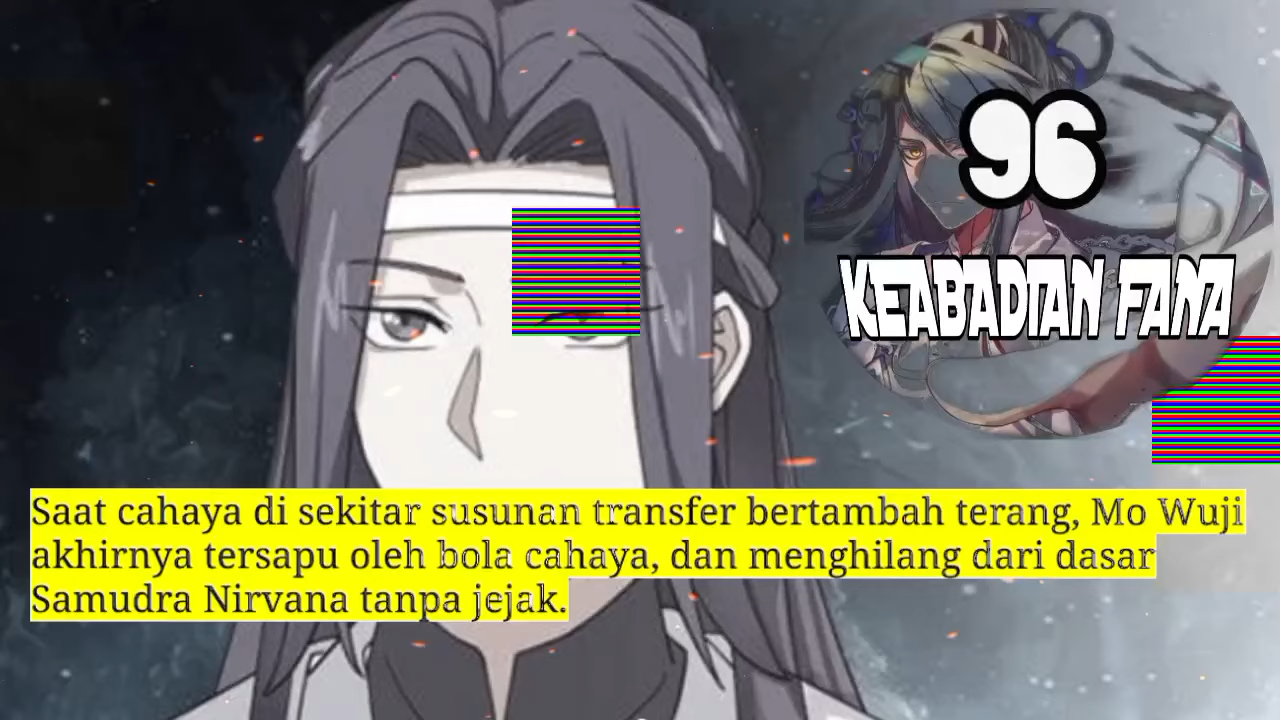 96
KEABADIAN FANA
Saat cahaya di sekitar susunan transfer bertambah terang, Mo Wuji
akhirnya tersapu oleh bola cahaya, dan menghilang dari dasar
Samudra Nirvana tanpa jejak.